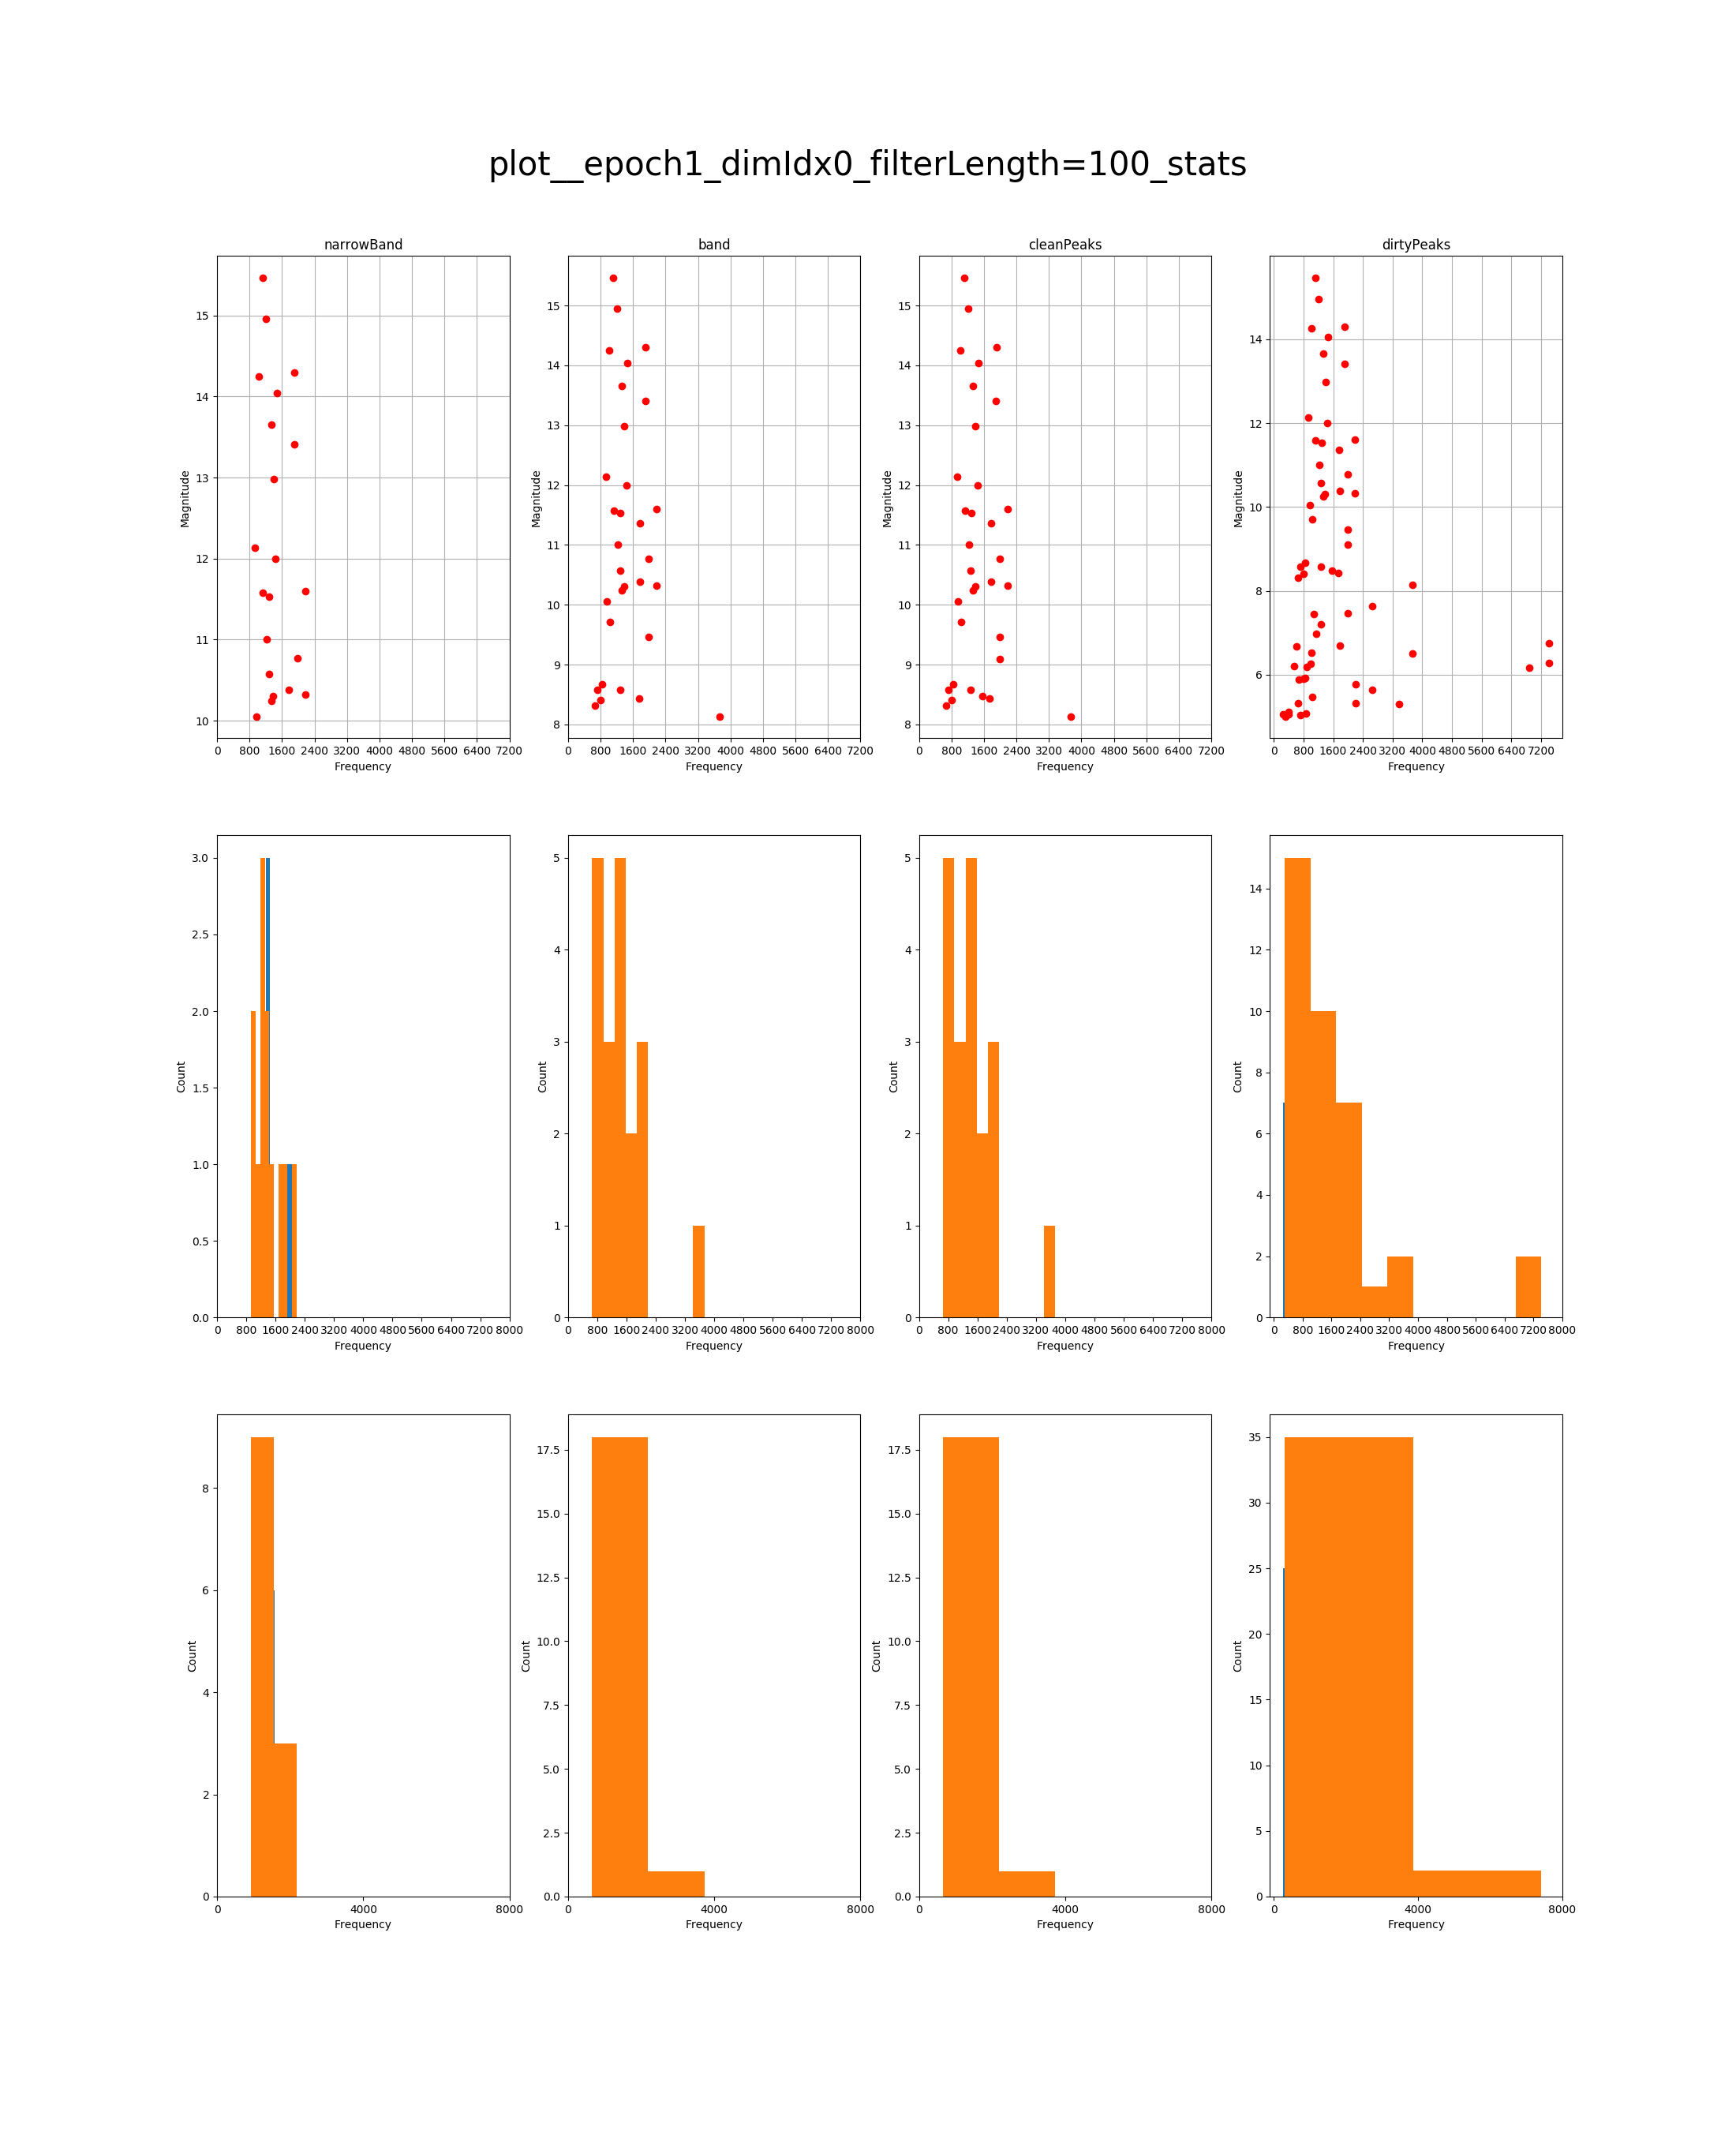 plot__epoch1_dimIdx0_filterLength=100_stats
narrowBand band cleanPeaks dirtyPeaks
15 14 13 12 11 10
Magnitude
0 800 1600 2400 3200 4000 4800 5600 6400 7200
Frequency
15 14 13 12 11 10 9 8
Magnitude
0 800 1600 2400 3200 4000 4800 5600 6400 7200
Frequency
15 14 13 12 11 10 9 8
Magnitude
0 800 1600 2400 3200 4000 4800 5600 6400 7200
Frequency
14 12 10 8 6
Magnitude
0 800 1600 2400 3200 4000 4800 5600 6400 7200
Frequency
3.0 2.5 2.0 1.5 1.0 0.5 0.0
Count
0 800 1600 2400 3200 4000 4800 5600 6400 7200 8000
Frequency
5 4 3 2 1 0
Count
0 800 1600 2400 3200 4000 4800 5600 6400 7200 8000
Frequency
5 4 3 2 1 0
Count
0 800 1600 2400 3200 4000 4800 5600 6400 7200 8000
Frequency
14 12 10 8 6 4 2 0
Count
0 800 1600 2400 3200 4000 4800 5600 6400 7200 8000
Frequency
8 6 4 2 0
Count
0 4000 8000
Frequency
17.5 15.0 12.5 10.0 7.5 5.0 2.5 0.0
Count
0 4000 8000
Frequency
17.5 15.0 12.5 10.0 7.5 5.0 2.5 0.0
Count
0 4000 8000
Frequency
35 30 25 20 15 10 5 0
Count
0 4000 8000
Frequency